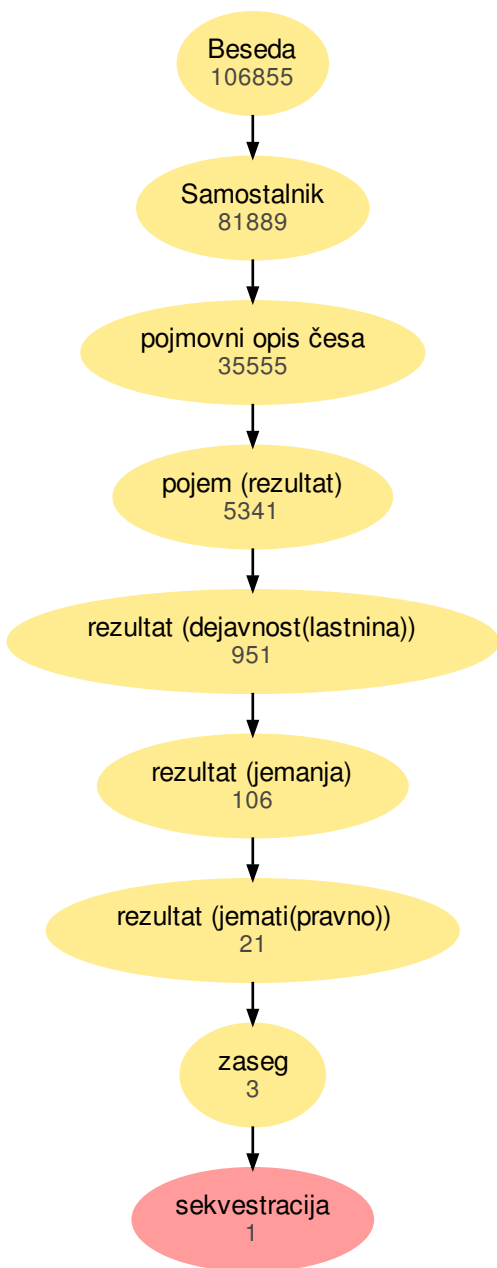 Beseda
106855
Samostalnik
81889
pojmovni opis česa
35555
pojem (rezultat)
5341
rezultat (dejavnost(lastnina))
951
rezultat (jemanja)
106
rezultat (jemati(pravno))
21
zaseg
3
sekvestracija
1